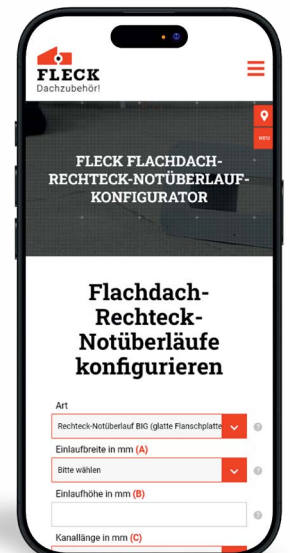 FLECK
Dachzubehör!
NEU
FLECK FLACHDACH-
RECHTECK-NOTÜBERLAUF-
KONFIGURATOR
Flachdach-
Rechteck-
Notüberläufe
konfigurieren
Art
Rechteck-Notüberlauf BIG (glatte Flanschplatte
Einlaufbreite in mm (A)
Bitte wählen
Einlaufhöhe in mm (B)
Kanallänge in mm (C)